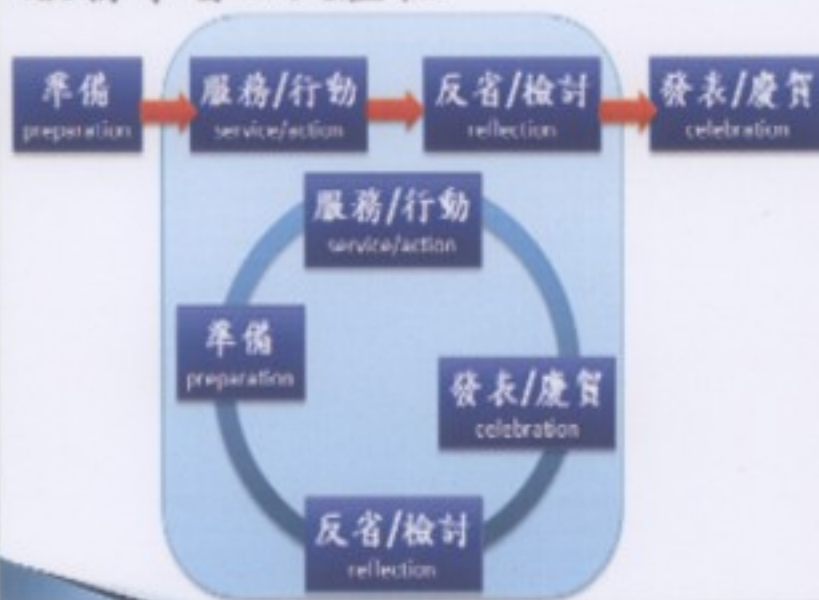 準備
preparation
服務/行動
service/action
反省/檢討
reflection
發表/慶賀
celebration
服務/行動
service/action
準備
preparation
發表/慶賀
celebration
反省/檢討
reflection